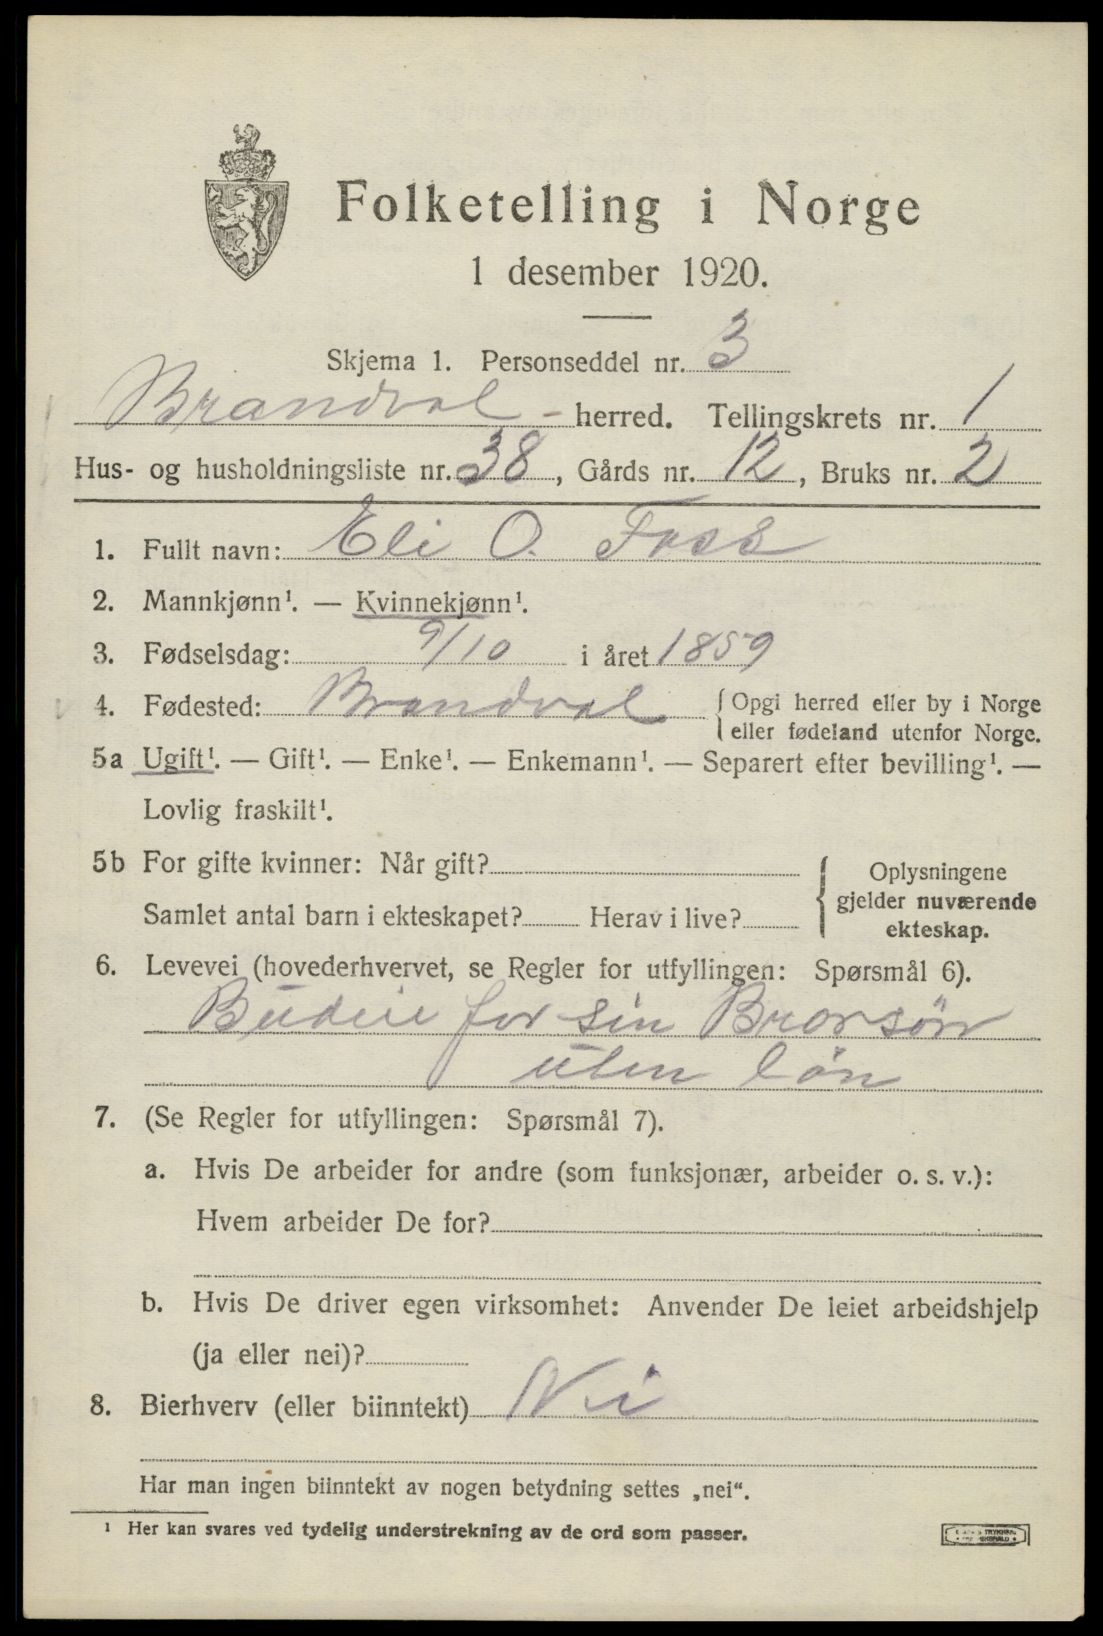 Folketelling i Norge
1 desember 1920.
Skjema 1. Personseddel nr. 3
Brandval - herred. Tellingskrets nr. 1
Hus- og husholdningsliste nr. 38, Gårds nr. 12, Bruks nr. 2
1. Fullt navn: Eli O. Foss
2. Mannkjønn¹. — Kvinnekjønn¹.
3. Fødselsdag: 9/10 i året 1859
4. Fødested: Brandval { Opgi herred eller by i Norge
eller fødeland utenfor Norge.
5a Ugift¹. — Gift¹. — Enke¹. — Enkemann¹. — Separert efter bevilling¹. —
Lovlig fraskilt¹.
5b For gifte kvinner: Når gift?
Samlet antal barn i ekteskapet? Herav i live?
Oplysningene
gjelder nuværende
ekteskap.
6. Levevei (hovederhvervet, se Regler for utfyllingen: Spørsmål 6).
Budeie for sin Brorsön
uten lön
7. (Se Regler for utfyllingen: Spørsmål 7).
a. Hvis De arbeider for andre (som funksjonær, arbeider o. s. v.):
Hvem arbeider De for?
b. Hvis De driver egen virksomhet: Anvender De leiet arbeidshjelp
(ja eller nei)?
8. Bierhverv (eller biinntekt) Nei
Har man ingen biinntekt av nogen betydning settes „nei“.
¹ Her kan svares ved tydelig understrekning av de ord som passer.